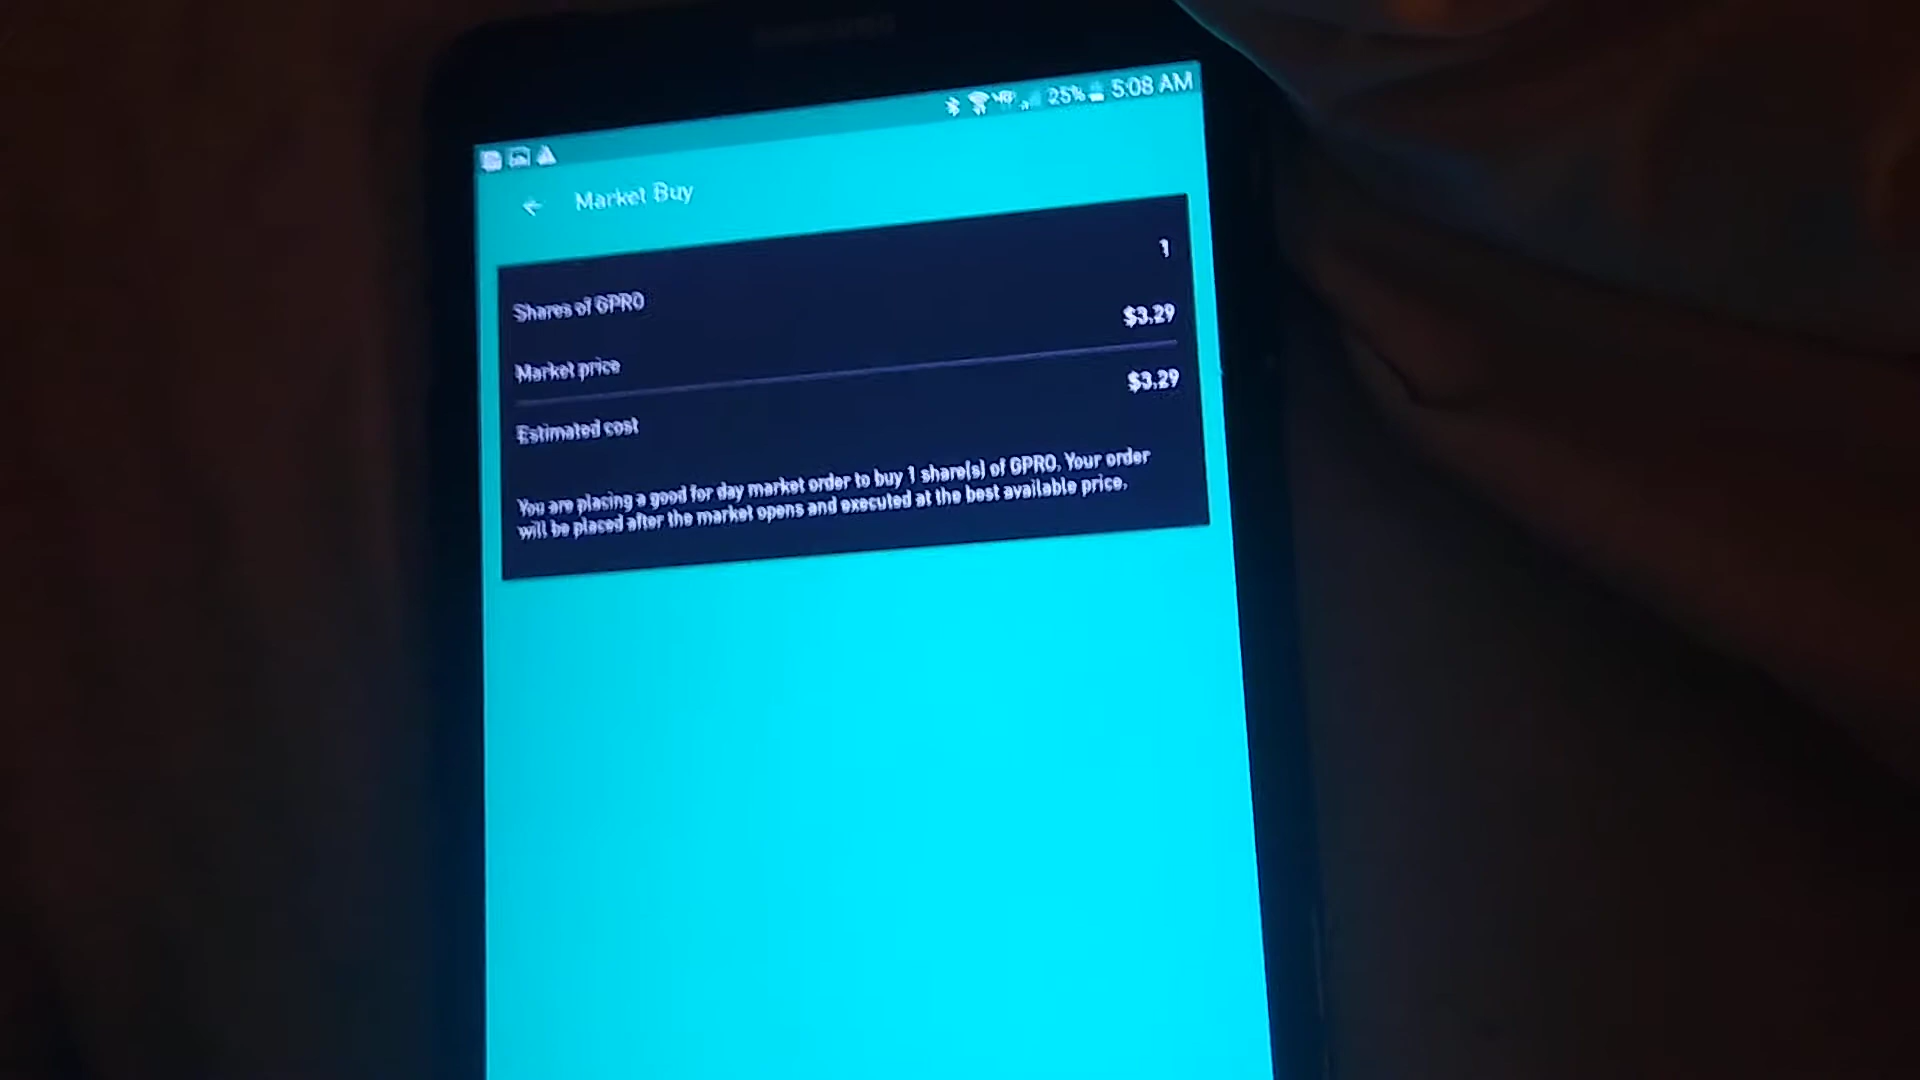 25% 5:08 AM
Market Buy
Shares of GPRO 1
Market price $3.29
Estimated cost $3.29
You are placing a good for day market order to buy 1 share(s) of GPRO. Your order
will be placed after the market opens and executed at the best available price.